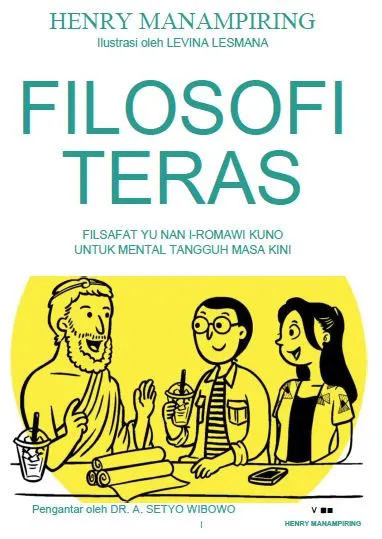 HENRY MANAMPIRING
Ilustrasi oleh LEVINA LESMANA
FILOSOFI
TERAS
FILSAFAT YU NAN I-ROMAWI KUNO
UNTUK MENTAL TANGGUH MASA KINI
Pengantar oleh DR. A. SETYO WIBOWO
V ■■
I
HENRY MANAMPIRING